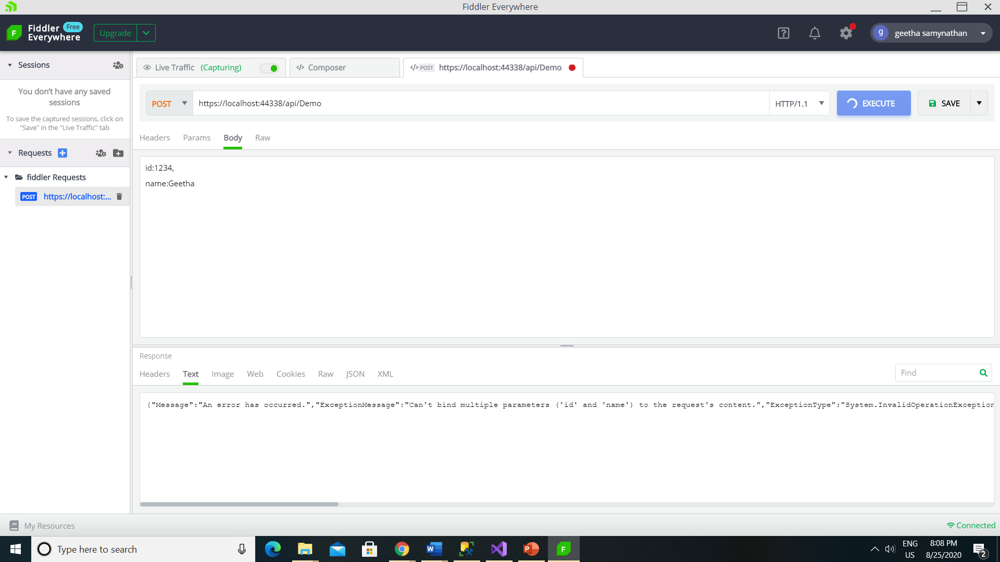 Fiddler Everywhere
Fiddler Free
Everywhere
Upgrade
g geetha samynathan
Sessions
Live Traffic (Capturing)
Composer
POST https://localhost:44338/api/Demo
You don't have any saved
sessions
To save the captured sessions, click on
"Save" in the "Live Traffic" tab
POST
https://localhost:44338/api/Demo
HTTP/1.1
EXECUTE
SAVE
Headers Params Body Raw
Requests
fiddler Requests
POST https://localhost:...
id:1234,
name:Geetha
Response
Headers Text Image Web Cookies Raw JSON XML
Find
{"Message":"An error has occurred.","ExceptionMessage":"Can't bind multiple parameters ('id' and 'name') to the request's content.","ExceptionType":"System.InvalidOperationException
My Resources
Connected
Type here to search
ENG
US
8:08 PM
8/25/2020
2